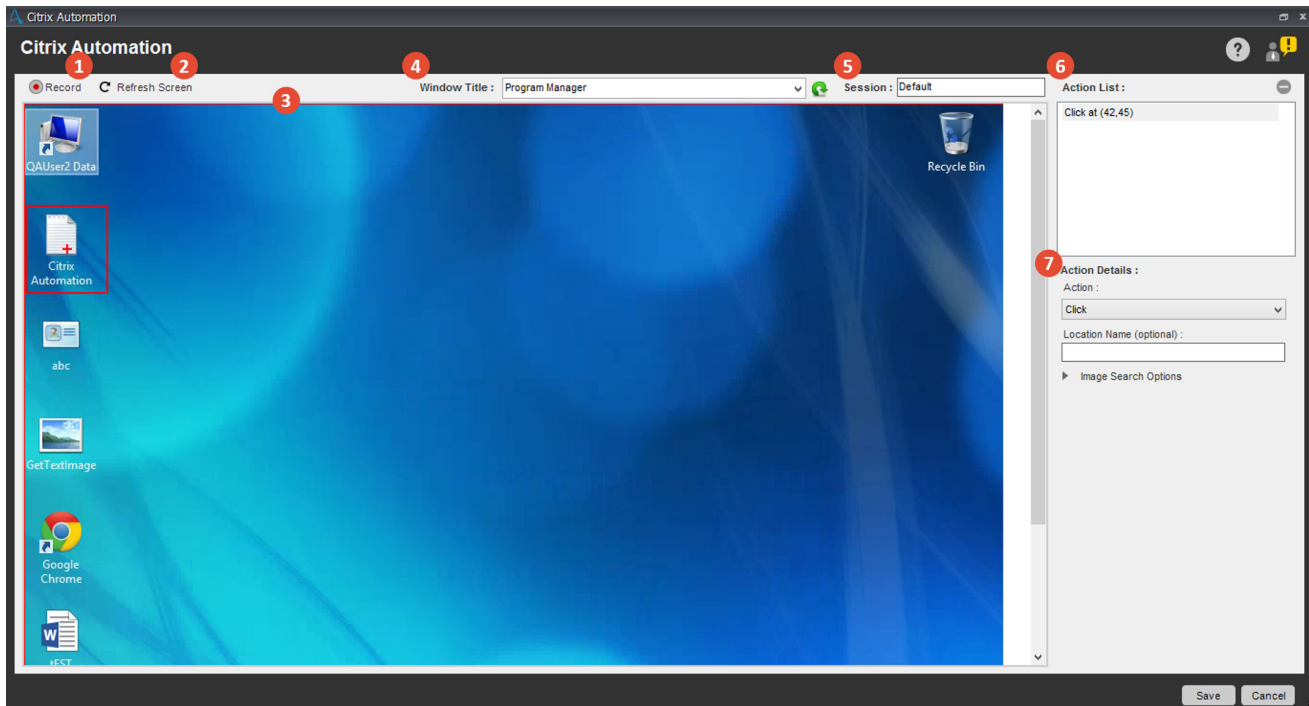 Citrix Automation
Citrix Automation
1
2
4
5
6
Record
Refresh Screen
Window Title :
Program Manager
Session :
Default
Action List :
3
Click at (42,45)
QAUser2 Data
Recycle Bin
Citrix
Automation
7
Action Details :
Action :
Click
Location Name (optional) :
abc
Image Search Options
GetTextImage
Google
Chrome
tEST
Save
Cancel